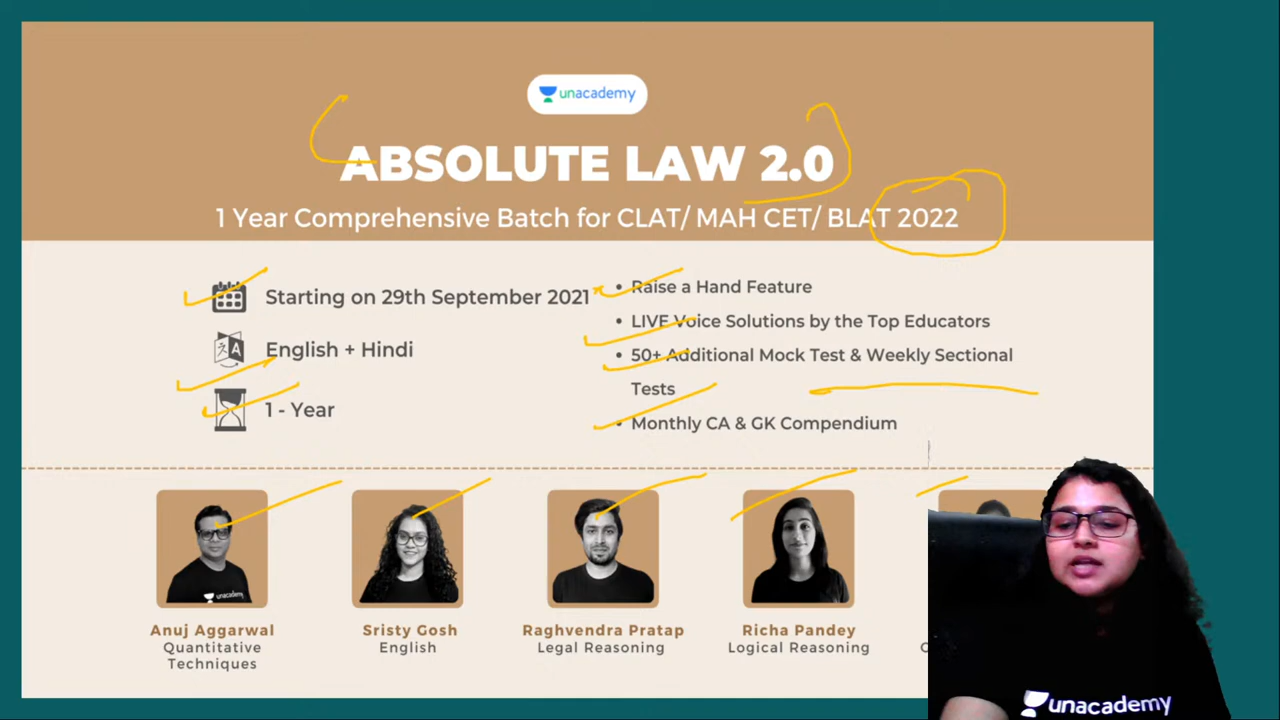 unacademy
ABSOLUTE LAW 2.0
1 Year Comprehensive Batch for CLAT/ MAH CET/ BLAT 2022
Starting on 29th September 2021
English + Hindi
1 - Year
• Raise a Hand Feature
• LIVE Voice Solutions by the Top Educators
• 50+ Additional Mock Test & Weekly Sectional
Tests
• Monthly CA & GK Compendium
unacademy
Anuj Aggarwal
Quantitative
Techniques
Sristy Gosh
English
Raghvendra Pratap
Legal Reasoning
Richa Pandey
Logical Reasoning
unacademy